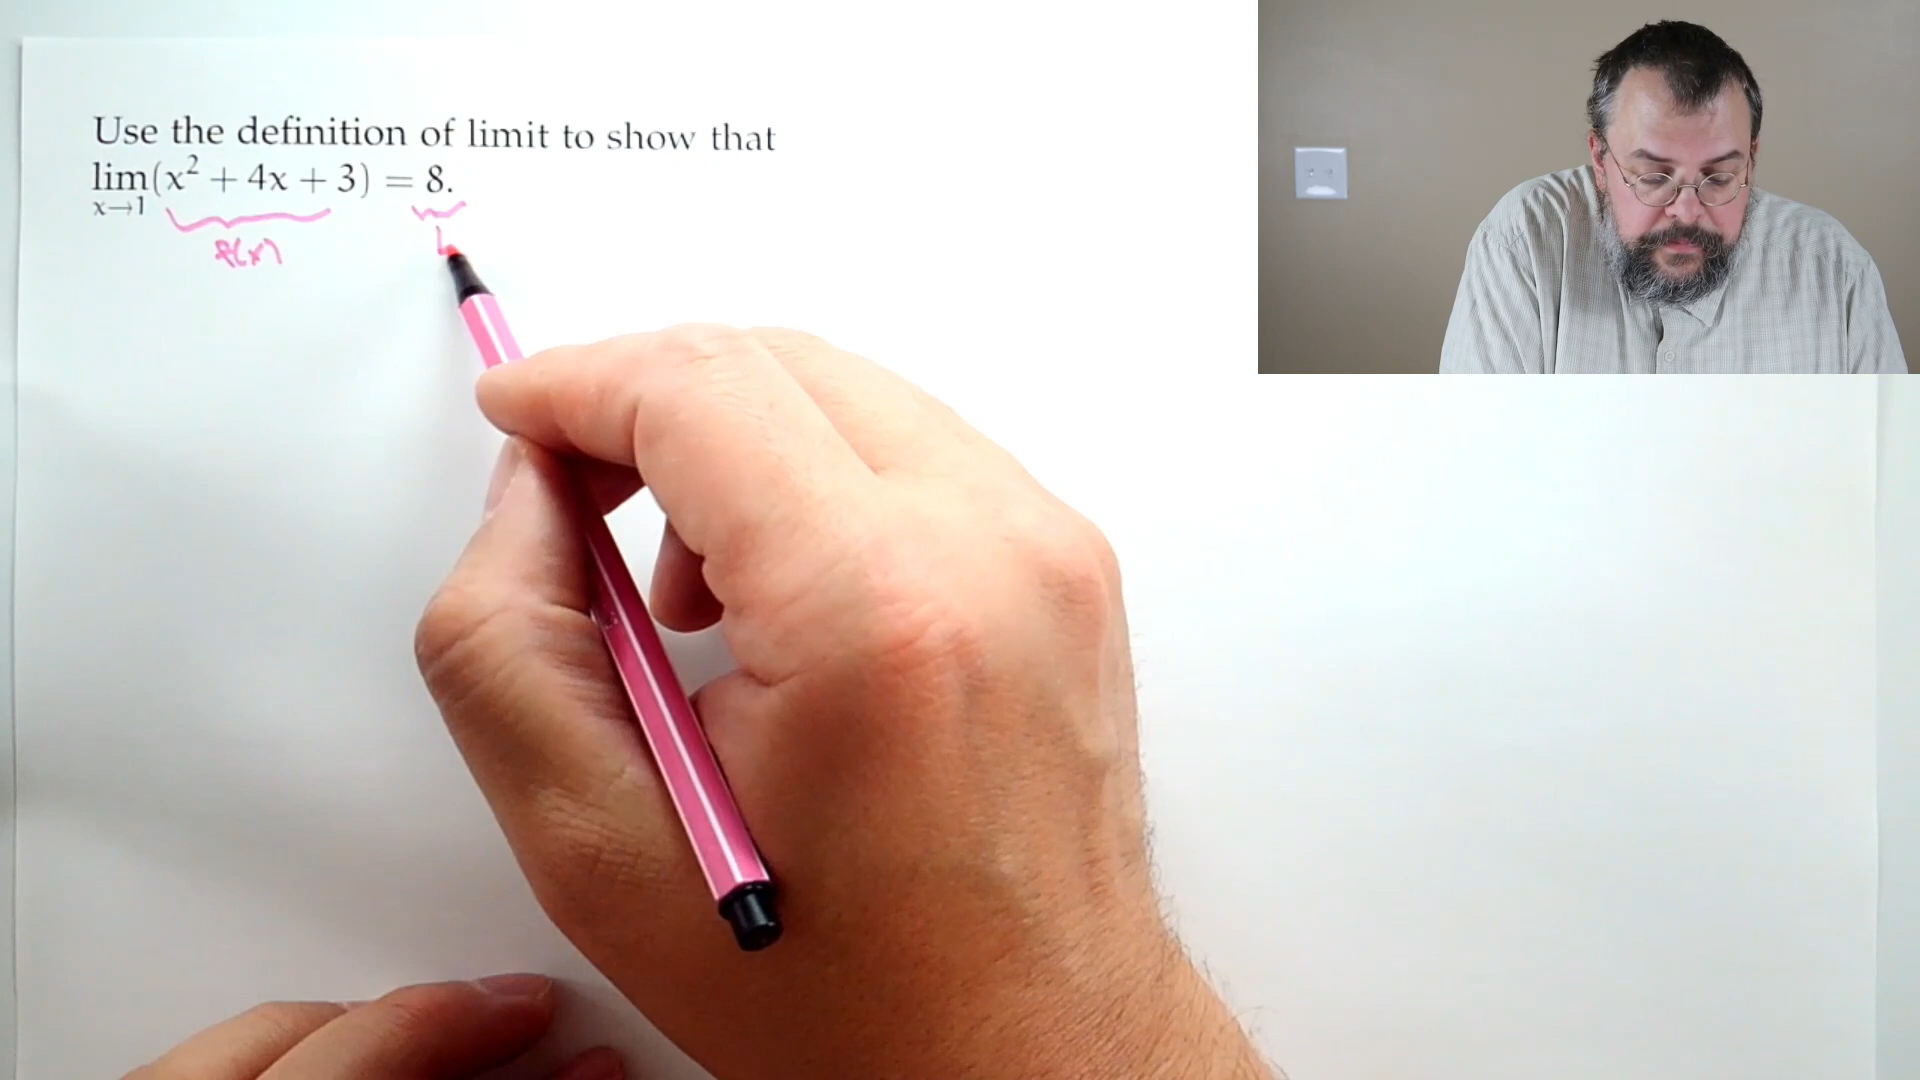 Use the definition of limit to show that
lim(x² + 4x + 3) = 8.
x→1
f(x) L